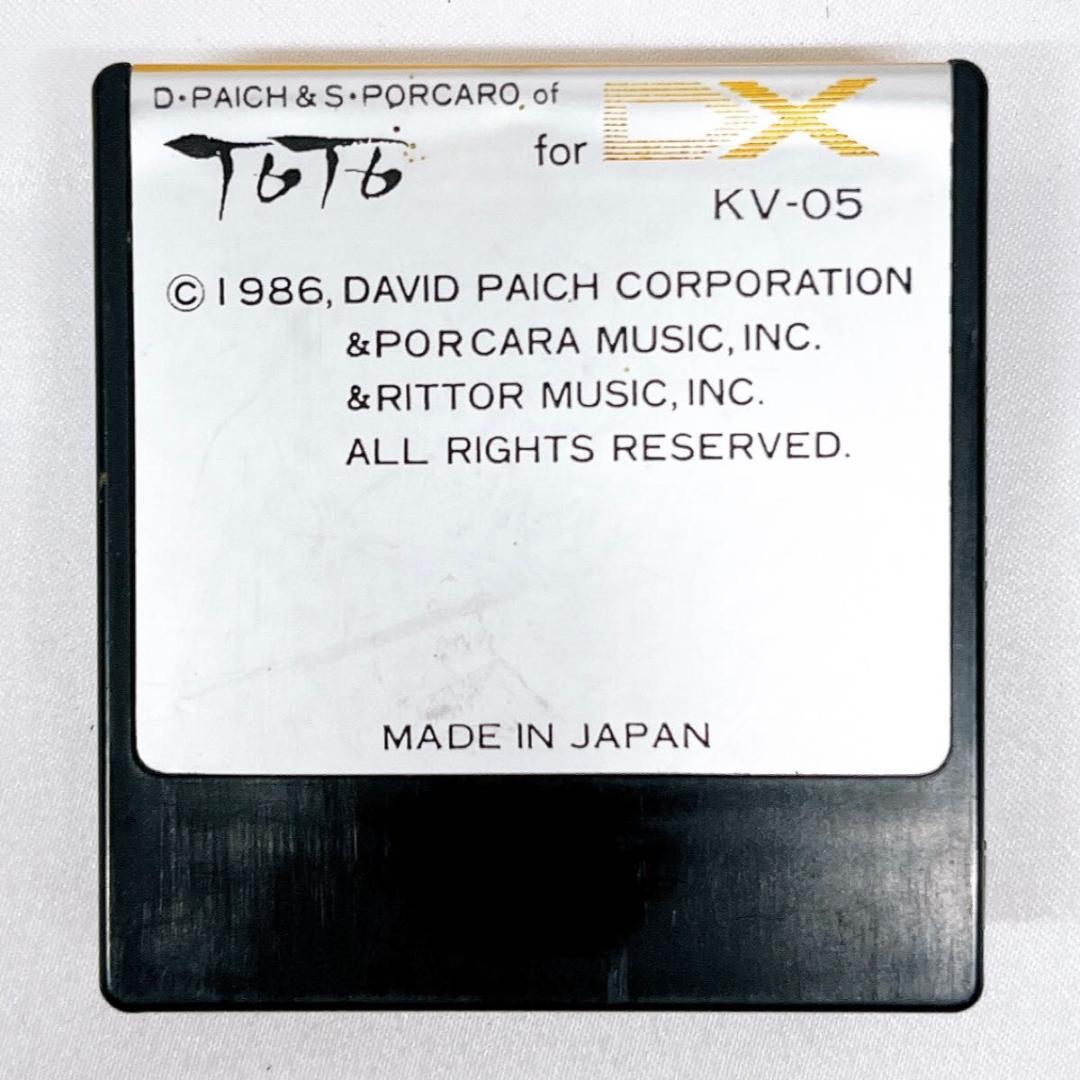 D·PAICH & S·PORCARO, of
TOTO for DX
KV-05
©1986, DAVID PAICH CORPORATION
&PORCARA MUSIC, INC.
&RITTOR MUSIC, INC.
ALL RIGHTS RESERVED.
MADE IN JAPAN